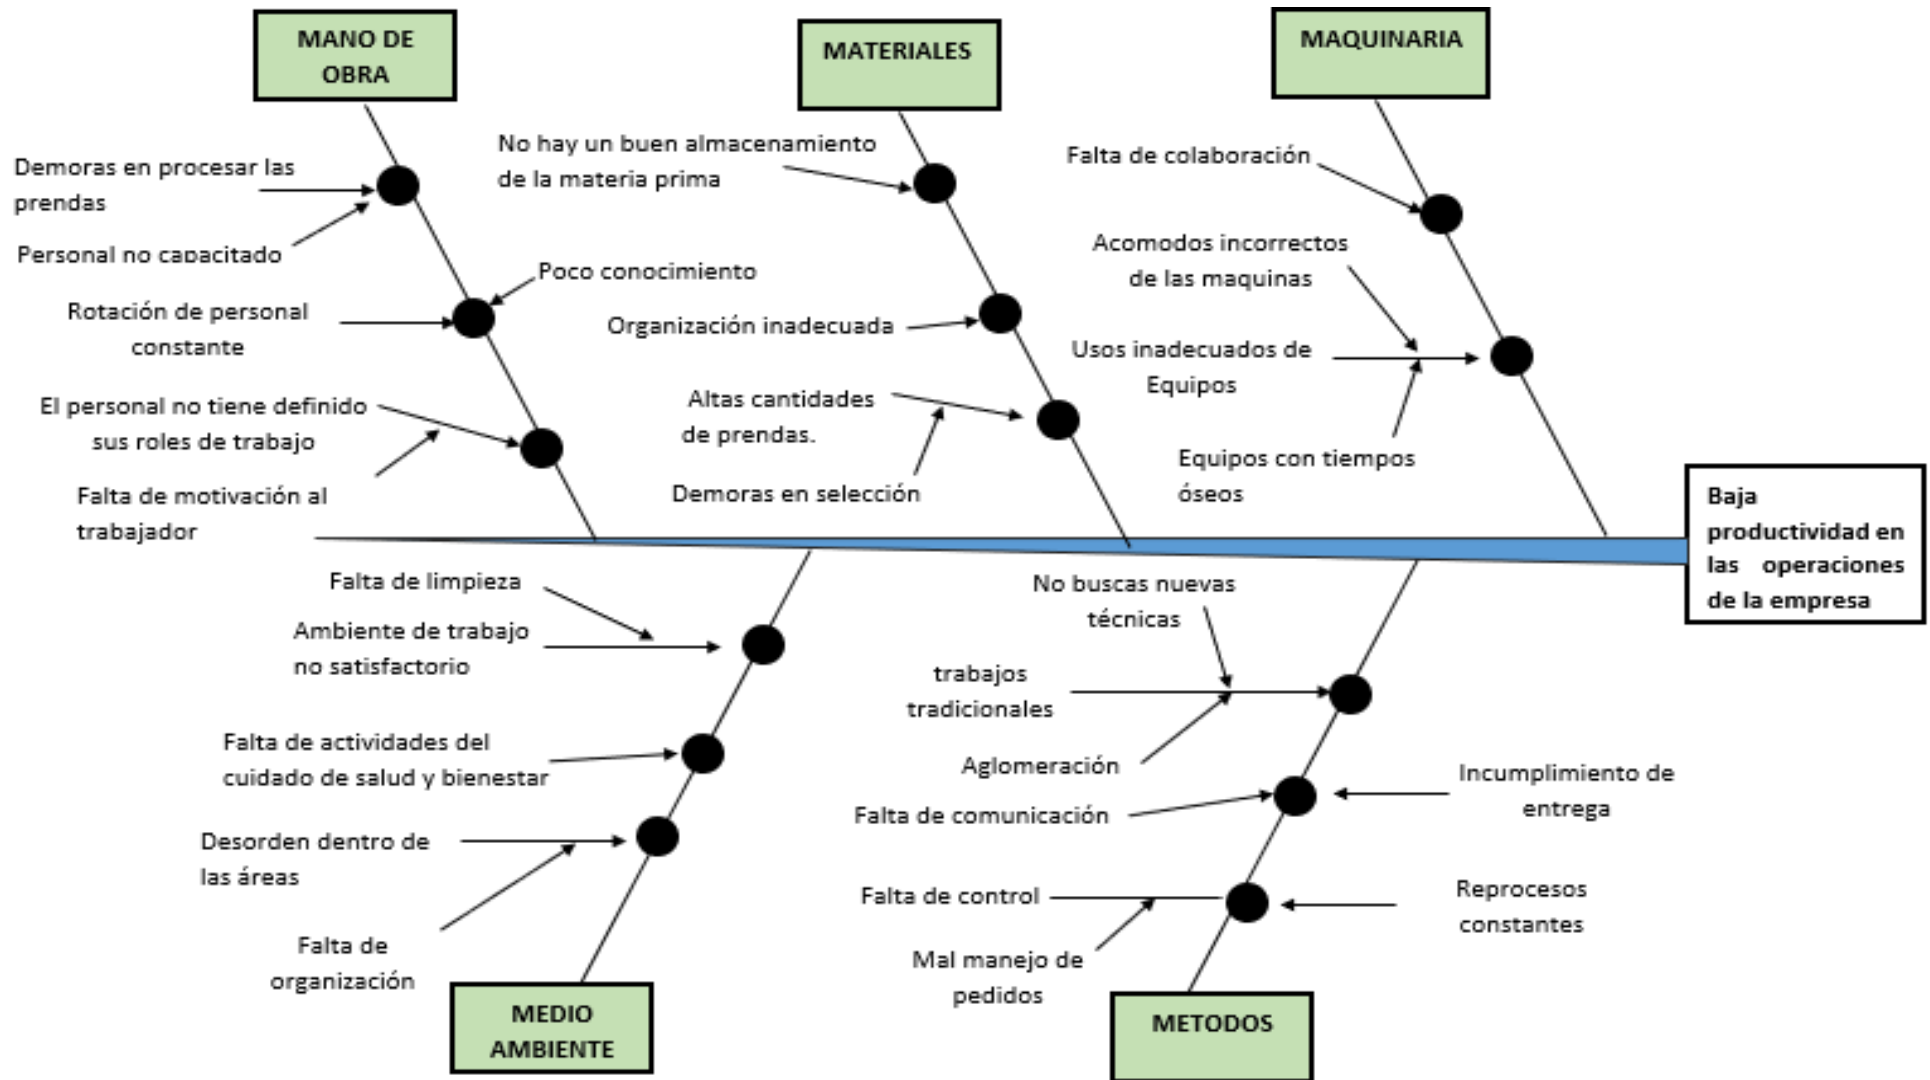 MANO DE
OBRA
MATERIALES
MAQUINARIA
Demoras en procesar las
prendas
Personal no capacitado
Rotación de personal
constante
Poco conocimiento
El personal no tiene definido
sus roles de trabajo
Falta de motivación al
trabajador
No hay un buen almacenamiento
de la materia prima
Organización inadecuada
Altas cantidades
de prendas.
Demoras en selección
Falta de colaboración
Acomodos incorrectos
de las maquinas
Usos inadecuados de
Equipos
Equipos con tiempos
óseos
Baja
productividad en
las operaciones
de la empresa
Falta de limpieza
Ambiente de trabajo
no satisfactorio
Falta de actividades del
cuidado de salud y bienestar
Desorden dentro de
las áreas
Falta de
organización
No buscas nuevas
técnicas
trabajos
tradicionales
Aglomeración
Falta de comunicación
Incumplimiento de
entrega
Falta de control
Reprocesos
constantes
Mal manejo de
pedidos
MEDIO
AMBIENTE
METODOS